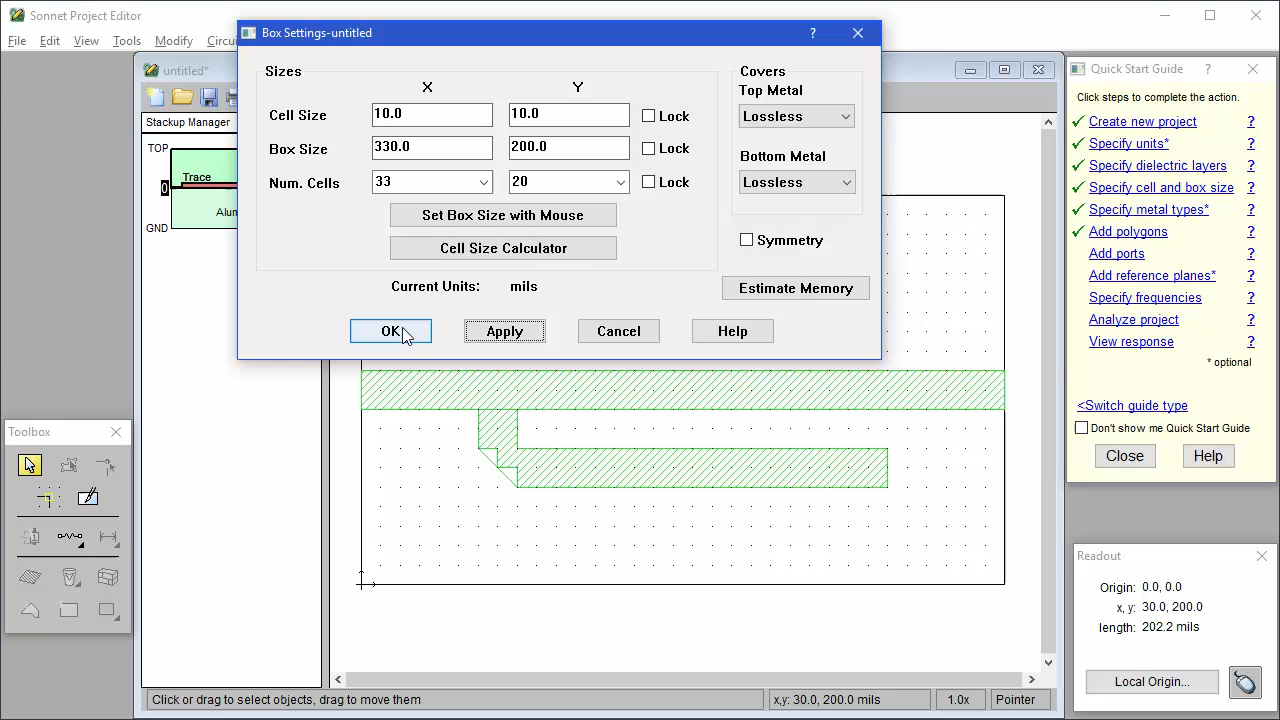 Sonnet Project Editor
File Edit View Tools Modify Circui
untitled*
Stackup Manager
TOP
Trace
0
Alun
GND
Box Settings-untitled
?
Sizes
X Y
Cell Size 10.0 10.0 Lock
Box Size 330.0 200.0 Lock
Num. Cells 33 20 Lock
Set Box Size with Mouse
Cell Size Calculator
Current Units: mils
Covers
Top Metal
Lossless
Bottom Metal
Lossless
Symmetry
Estimate Memory
OK Apply Cancel Help
Quick Start Guide ?
Click steps to complete the action.
Create new project ?
Specify units* ?
Specify dielectric layers ?
Specify cell and box size ?
Specify metal types* ?
Add polygons ?
Add ports ?
Add reference planes* ?
Specify frequencies ?
Analyze project ?
View response ?
* optional
<Switch guide type
Don't show me Quick Start Guide
Close Help
Toolbox
Readout
Origin: 0.0, 0.0
x, y: 30.0, 200.0
length: 202.2 mils
Local Origin...
Click or drag to select objects, drag to move them
x,y: 30.0, 200.0 mils
1.0x
Pointer